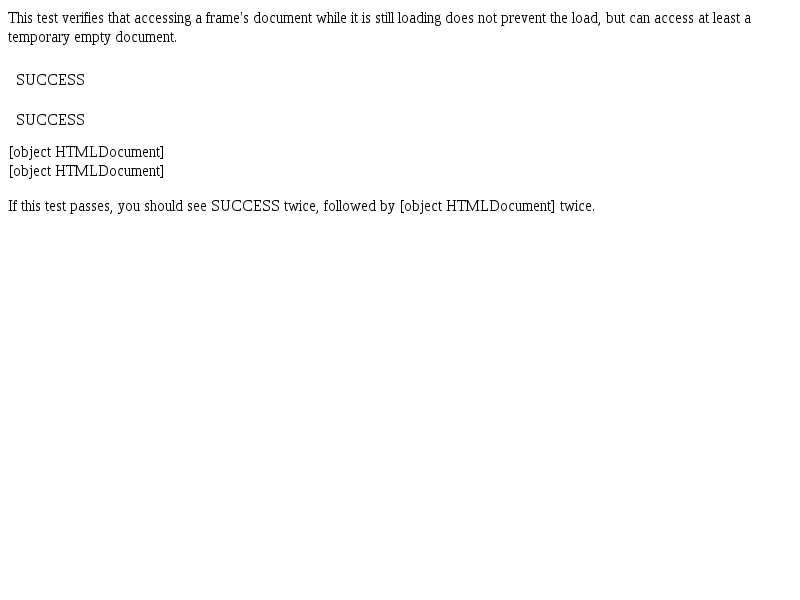 This test verifies that accessing a frame's document while it is still loading does not prevent the load, but can access at least a
temporary empty document.
SUCCESS
SUCCESS
[object HTMLDocument]
[object HTMLDocument]
If this test passes, you should see SUCCESS twice, followed by [object HTMLDocument] twice.